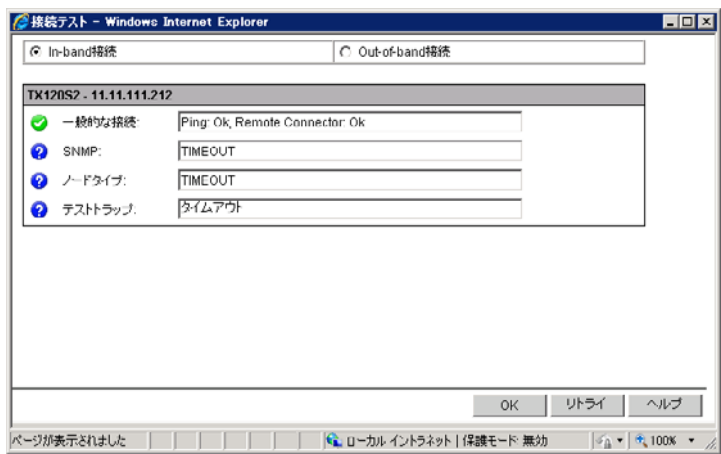 接続テスト - Windows Internet Explorer
In-band接続
Out-of-band接続
TX120S2 - 11.11.111.212
一般的な接続:
Ping: Ok, Remote Connector: Ok
SNMP:
TIMEOUT
ノードタイプ:
TIMEOUT
テストトラップ:
タイムアウト
OK
リトライ
ヘルプ
ページが表示されました
ローカル イントラネット | 保護モード: 無効
100%